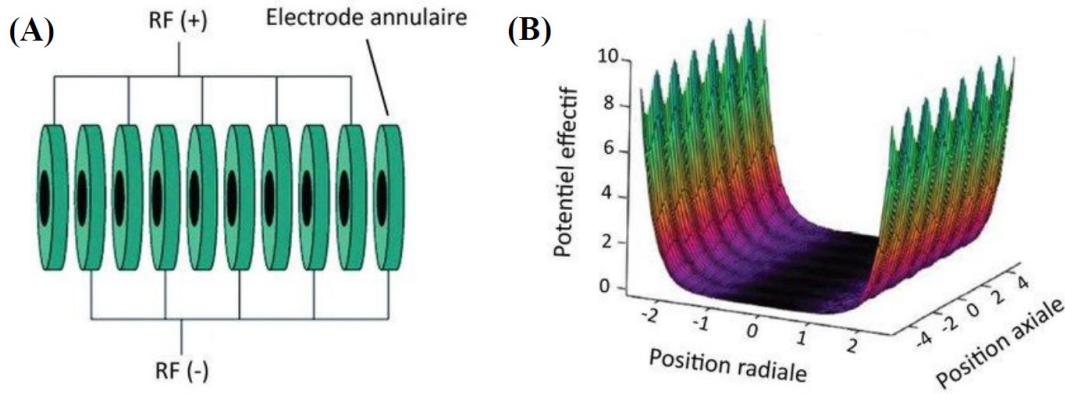 (A)
RF (+)
Electrode annulaire
RF (-)
(B)
Potentiel effectif
10
8
6
4
2
0
-2
-1
0
1
2
Position radiale
-4
-2
0
2
4
Position axiale